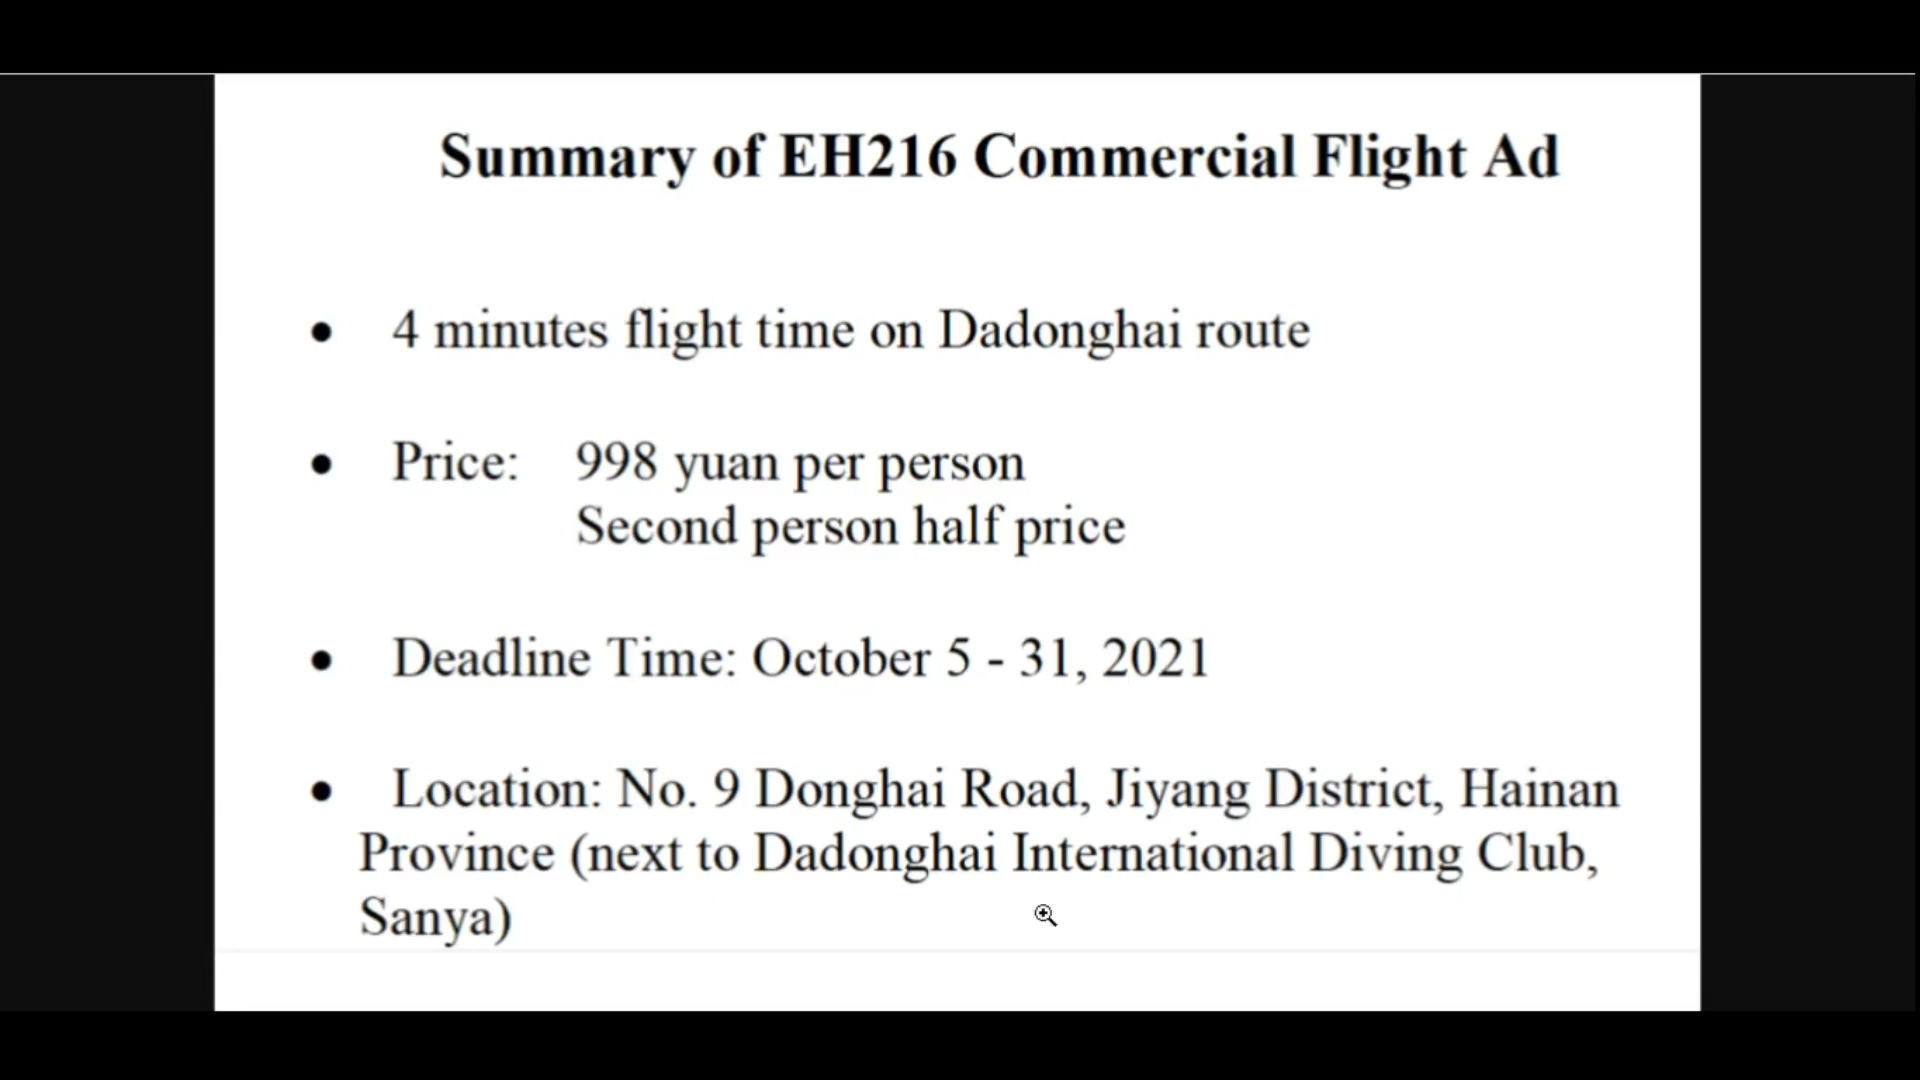 Summary of EH216 Commercial Flight Ad
• 4 minutes flight time on Dadonghai route
• Price: 998 yuan per person
Second person half price
• Deadline Time: October 5 - 31, 2021
• Location: No. 9 Donghai Road, Jiyang District, Hainan
Province (next to Dadonghai International Diving Club,
Sanya)